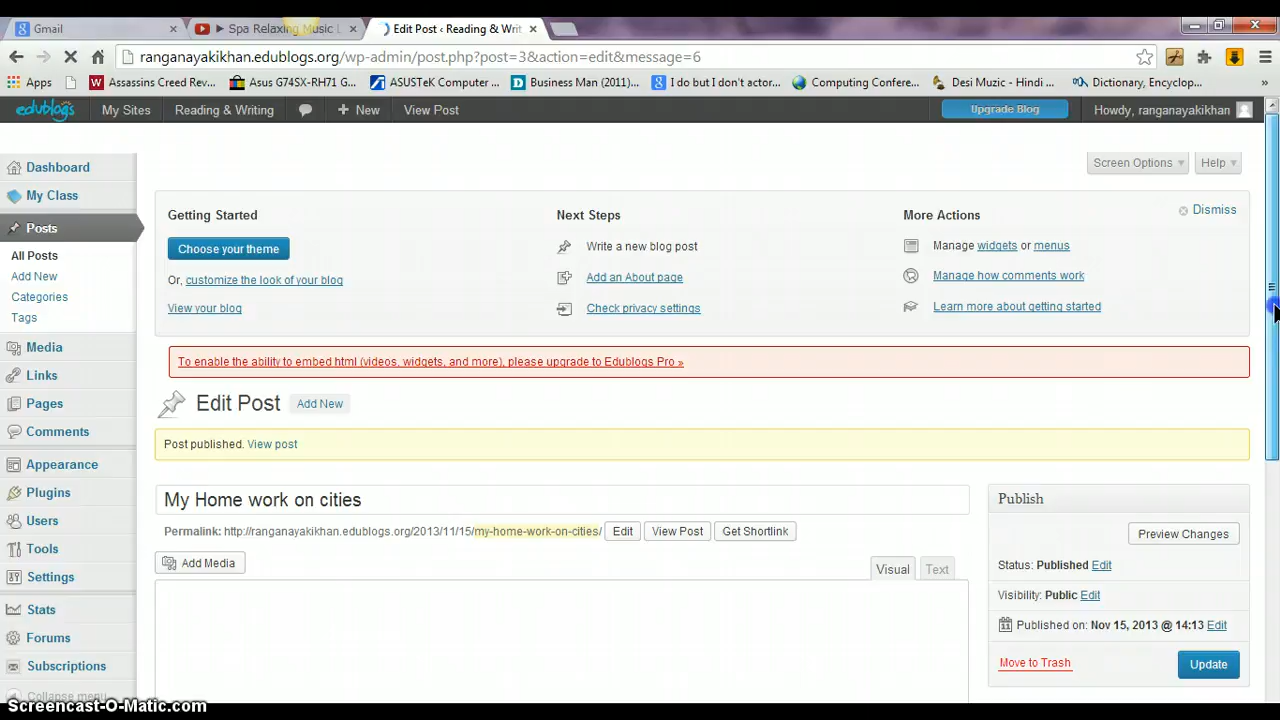 Gmail
Spa Relaxing Music L
Edit Post ‹ Reading & Writ
ranganayakikhan.edublogs.org/wp-admin/post.php?post=3&action=edit&message=6
Apps
Assassins Creed Rev...
Asus G74SX-RH71 G...
ASUSTeK Computer ...
Business Man (2011)...
I do but I don't actor...
Computing Confere...
Desi Muzic - Hindi ...
Dictionary, Encyclop...
»
edublogs
My Sites
Reading & Writing
New
View Post
Upgrade Blog
Howdy, ranganayakikhan
Screen Options
Help
Dashboard
My Class
Posts
All Posts
Add New
Categories
Tags
Media
Links
Pages
Comments
Appearance
Plugins
Users
Tools
Settings
Stats
Forums
Subscriptions
Collapse menu
Getting Started
Choose your theme
Or, customize the look of your blog
View your blog
Next Steps
Write a new blog post
Add an About page
Check privacy settings
More Actions
Dismiss
Manage widgets or menus
Manage how comments work
Learn more about getting started
To enable the ability to embed html (videos, widgets, and more), please upgrade to Edublogs Pro »
Edit Post
Add New
Post published. View post
My Home work on cities
Permalink: http://ranganayakikhan.edublogs.org/2013/11/15/my-home-work-on-cities/
Edit
View Post
Get Shortlink
Add Media
Visual
Text
Publish
Preview Changes
Status: Published Edit
Visibility: Public Edit
Published on: Nov 15, 2013 @ 14:13 Edit
Move to Trash
Update
Screencast-O-Matic.com